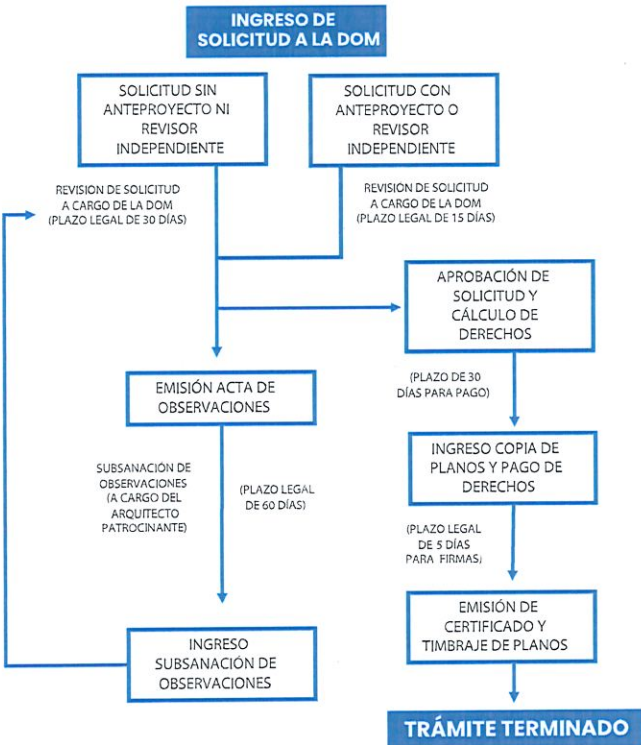 INGRESO DE
SOLICITUD A LA DOM
SOLICITUD SIN
ANTEPROYECTO NI
REVISOR
INDEPENDIENTE
SOLICITUD CON
ANTEPROYECTO O
REVISOR
INDEPENDIENTE
REVISION DE SOLICITUD
A CARGO DE LA DOM
(PLAZO LEGAL DE 30 DÍAS)
REVISIÓN DE SOLICITUD
A CARGO DE LA DOM
(PLAZO LEGAL DE 15 DÍAS)
APROBACIÓN DE
SOLICITUD Y
CÁLCULO DE
DERECHOS
EMISIÓN ACTA DE
OBSERVACIONES
(PLAZO DE 30
DÍAS PARA PAGO)
INGRESO COPIA DE
PLANOS Y PAGO DE
DERECHOS
SUBSANACIÓN DE
OBSERVACIONES
(A CARGO DEL
ARQUITECTO
PATROCINANTE)
(PLAZO LEGAL
DE 60 DÍAS)
(PLAZO LEGAL
DE 5 DÍAS
PARA FIRMAS)
EMISIÓN DE
CERTIFICADO Y
TIMBRAJE DE PLANOS
INGRESO
SUBSANACIÓN DE
OBSERVACIONES
TRÁMITE TERMINADO